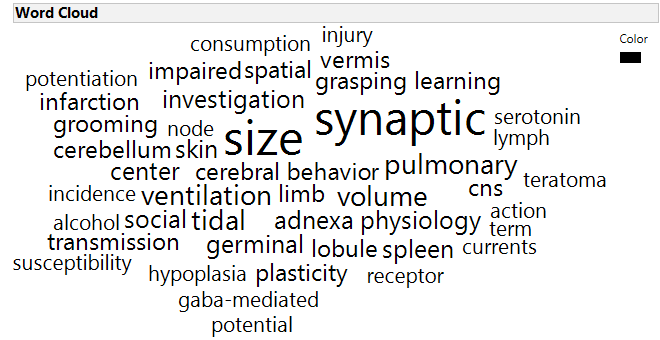 Word Cloud
Color
consumption injury
potentiation impaired spatial vermis
grasping learning
infarction investigation
grooming node size synaptic serotonin
lymph
cerebellum skin
center cerebral behavior pulmonary
teratoma
incidence ventilation limb volume cns
alcohol social tidal adnexa physiology action
term
transmission germinal lobule spleen currents
susceptibility hypoplasia plasticity receptor
gaba-mediated
potential